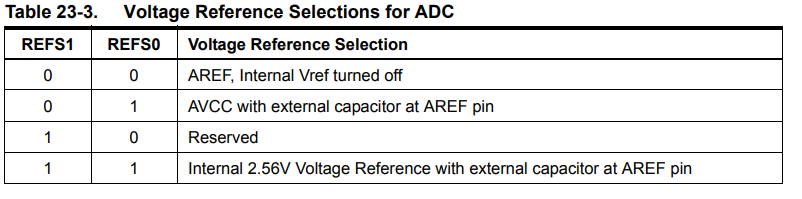 Table 23-3. Voltage Reference Selections for ADC
REFS1 REFS0 Voltage Reference Selection
0 0 AREF, Internal Vref turned off
0 1 AVCC with external capacitor at AREF pin
1 0 Reserved
1 1 Internal 2.56V Voltage Reference with external capacitor at AREF pin